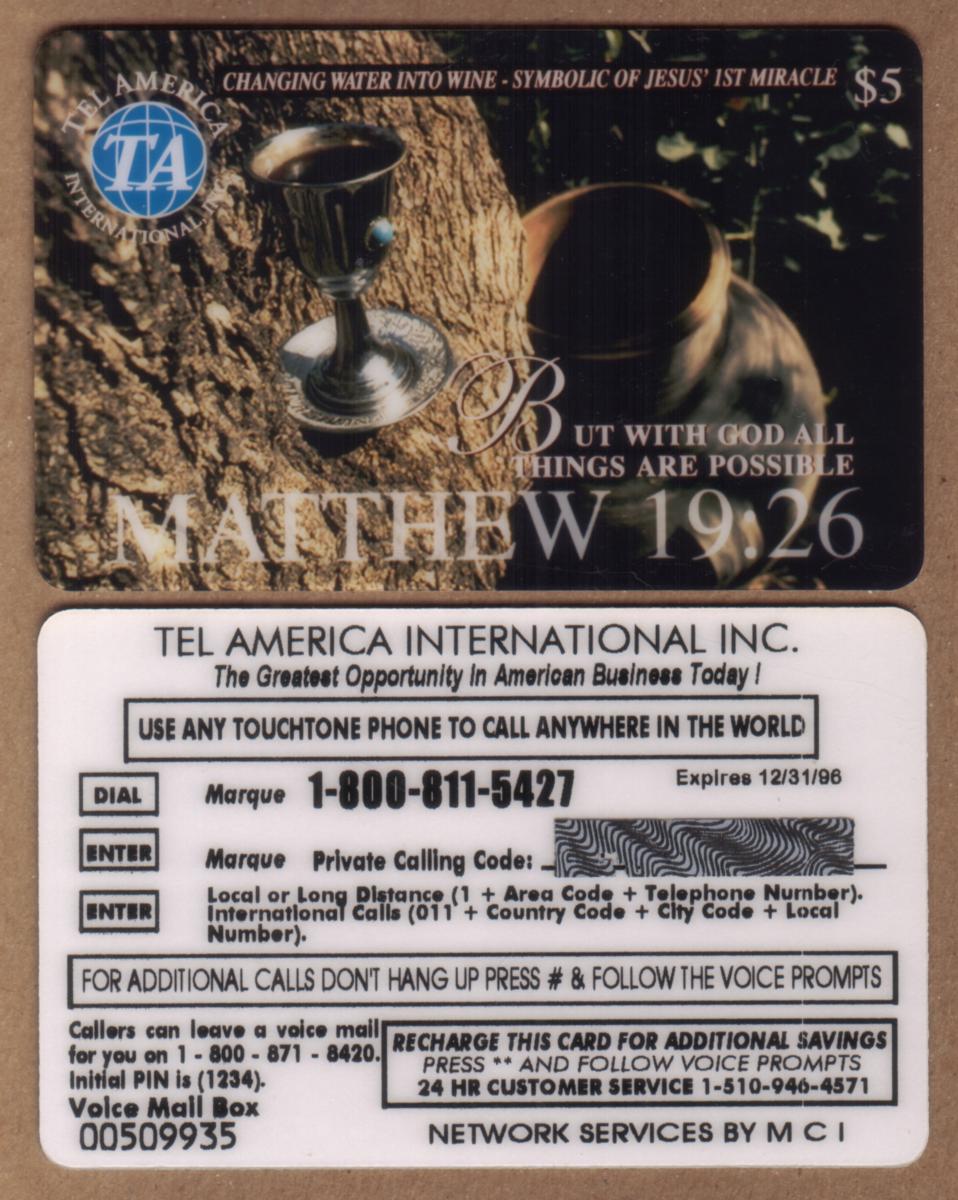 TEL AMERICA
TA
INTERNATIONAL INC
CHANGING WATER INTO WINE - SYMBOLIC OF JESUS' 1ST MIRACLE
$5
BUT WITH GOD ALL
THINGS ARE POSSIBLE
MATTHEW 19:26
TEL AMERICA INTERNATIONAL INC.
The Greatest Opportunity In American Business Today !
USE ANY TOUCHTONE PHONE TO CALL ANYWHERE IN THE WORLD
Expires 12/31/96
DIAL Marque 1-800-811-5427
ENTER Marque Private Calling Code:
ENTER Local or Long Distance (1 + Area Code + Telephone Number).
International Calls (011 + Country Code + City Code + Local
Number).
FOR ADDITIONAL CALLS DON'T HANG UP PRESS # & FOLLOW THE VOICE PROMPTS
Callers can leave a voice mail
for you on 1 - 800 - 871 - 8420.
Initial PIN is (1234).
Voice Mail Box
00509935
RECHARGE THIS CARD FOR ADDITIONAL SAVINGS
PRESS ** AND FOLLOW VOICE PROMPTS
24 HR CUSTOMER SERVICE 1-510-946-4571
NETWORK SERVICES BY M C I